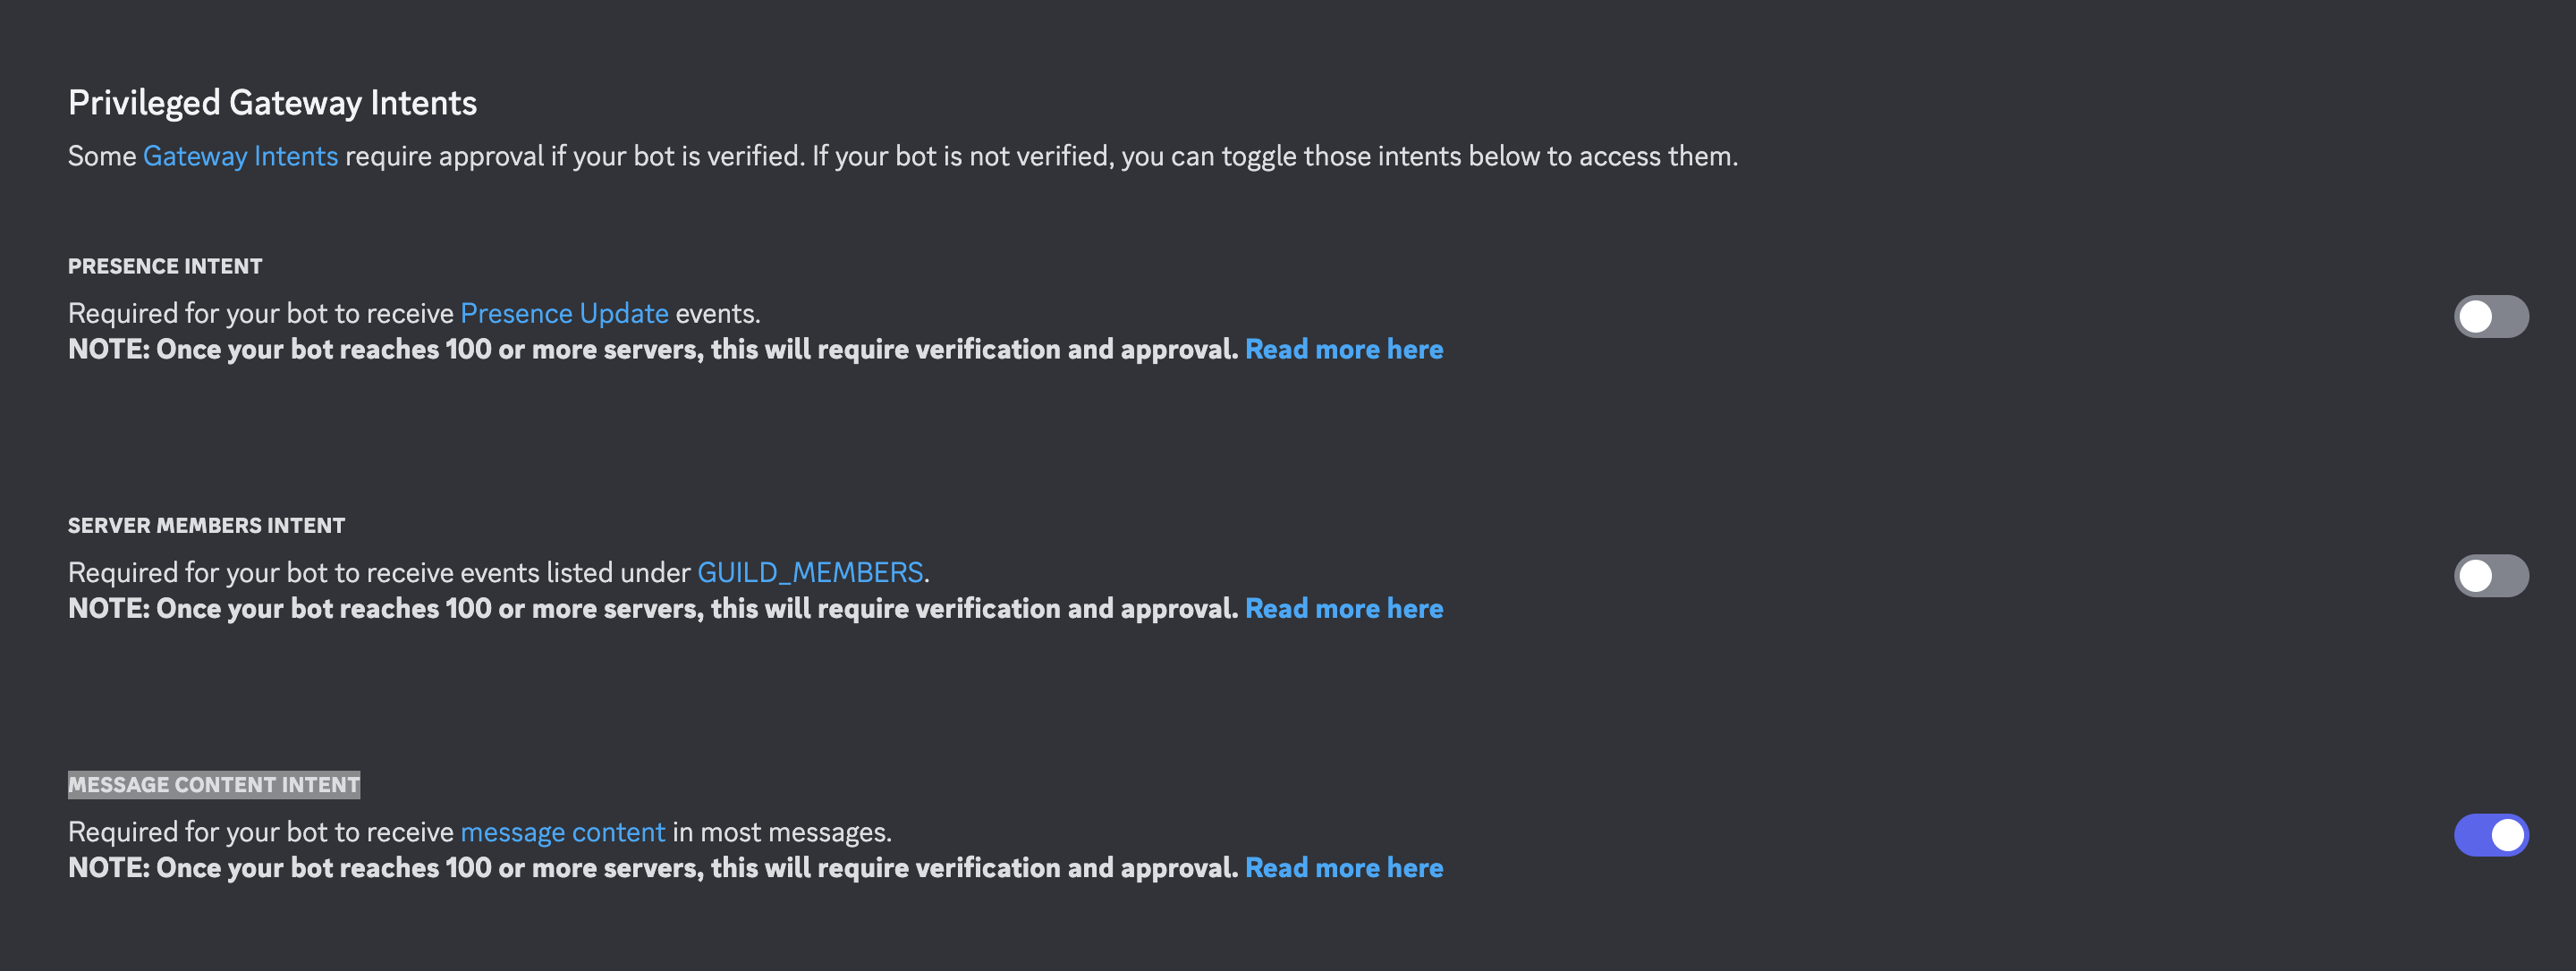 Privileged Gateway Intents
Some Gateway Intents require approval if your bot is verified. If your bot is not verified, you can toggle those intents below to access them.
PRESENCE INTENT
Required for your bot to receive Presence Update events.
NOTE: Once your bot reaches 100 or more servers, this will require verification and approval. Read more here
SERVER MEMBERS INTENT
Required for your bot to receive events listed under GUILD_MEMBERS.
NOTE: Once your bot reaches 100 or more servers, this will require verification and approval. Read more here
MESSAGE CONTENT INTENT
Required for your bot to receive message content in most messages.
NOTE: Once your bot reaches 100 or more servers, this will require verification and approval. Read more here